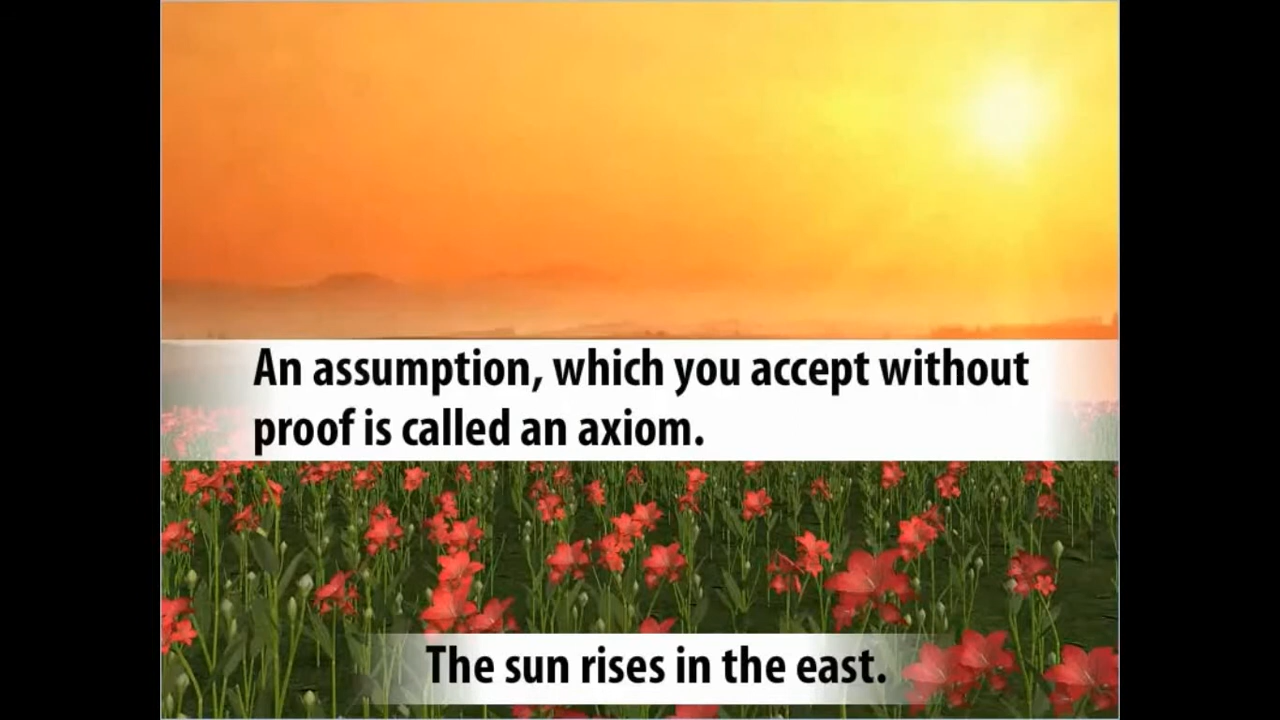 An assumption, which you accept without
proof is called an axiom.
The sun rises in the east.